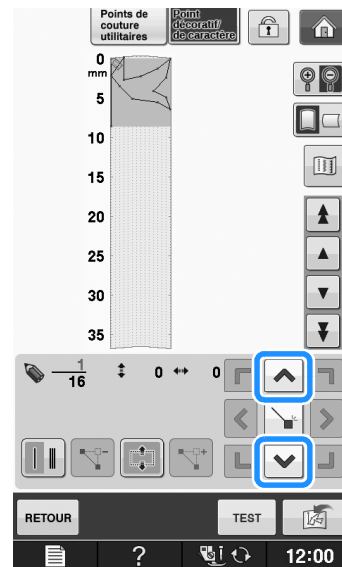 Points de couture utilitaires
Point décoratif/ de caractère
0
mm
5
10
15
20
25
30
35
1
16
0
0
RETOUR
TEST
?
12:00